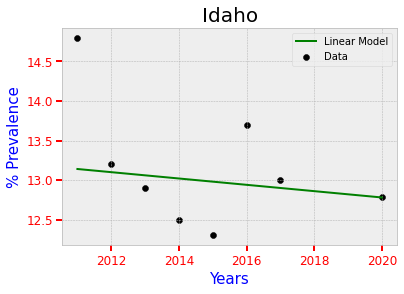 Idaho
Linear Model
Data
% Prevalence
14.5
14.0
13.5
13.0
12.5
2012 2014 2016 2018 2020
Years